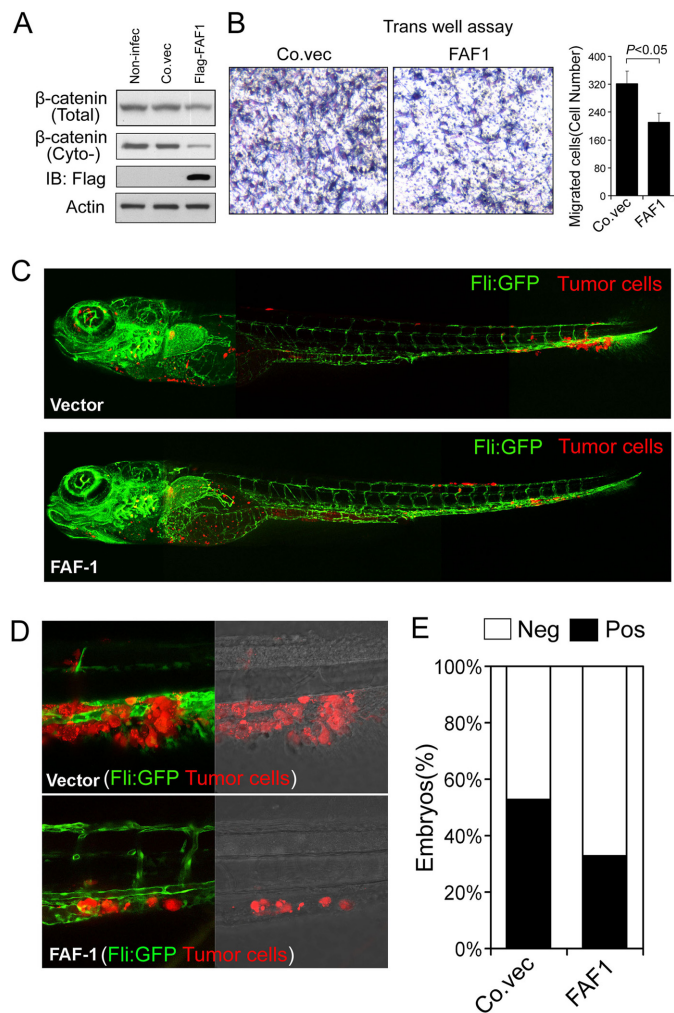 A
Non-infec
Co.vec
Flag-FAF1
β-catenin
(Total)
β-catenin
(Cyto-)
IB: Flag
Actin
B
Trans well assay
Co.vec
FAF1
P<0.05
Migrated cells(Cell Number)
400
320
240
160
80
0
Co.vec
FAF1
C
Fli:GFP Tumor cells
Vector
Fli:GFP Tumor cells
FAF-1
D
Vector (Fli:GFP Tumor cells)
FAF-1 (Fli:GFP Tumor cells)
E
Neg Pos
Embryos(%)
100%
80%
60%
40%
20%
0%
Co.vec
FAF1